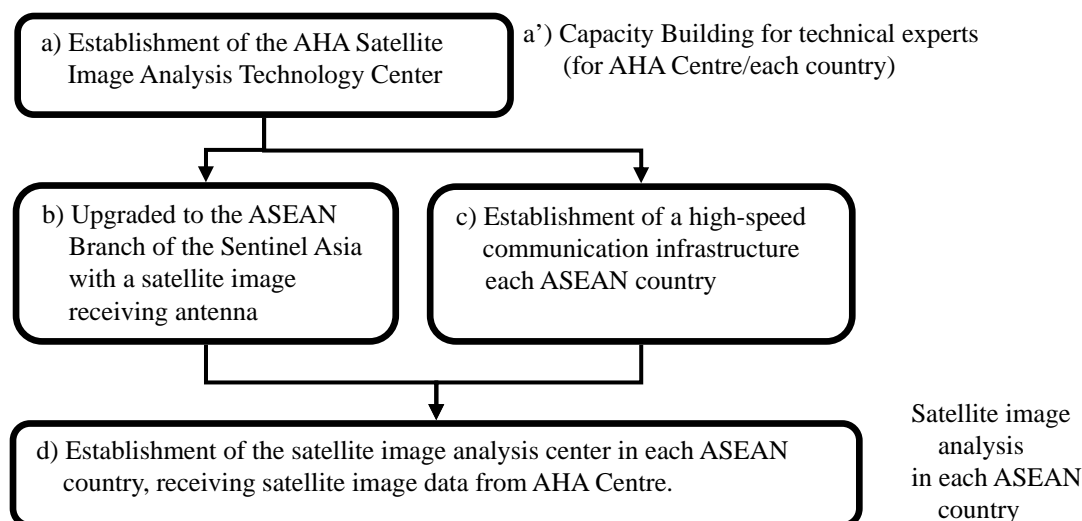 a) Establishment of the AHA Satellite
Image Analysis Technology Center
a’) Capacity Building for technical experts
(for AHA Centre/each country)
b) Upgraded to the ASEAN
Branch of the Sentinel Asia
with a satellite image
receiving antenna
c) Establishment of a high-speed
communication infrastructure
each ASEAN country
d) Establishment of the satellite image analysis center in each ASEAN
country, receiving satellite image data from AHA Centre.
Satellite image
analysis
in each ASEAN
country